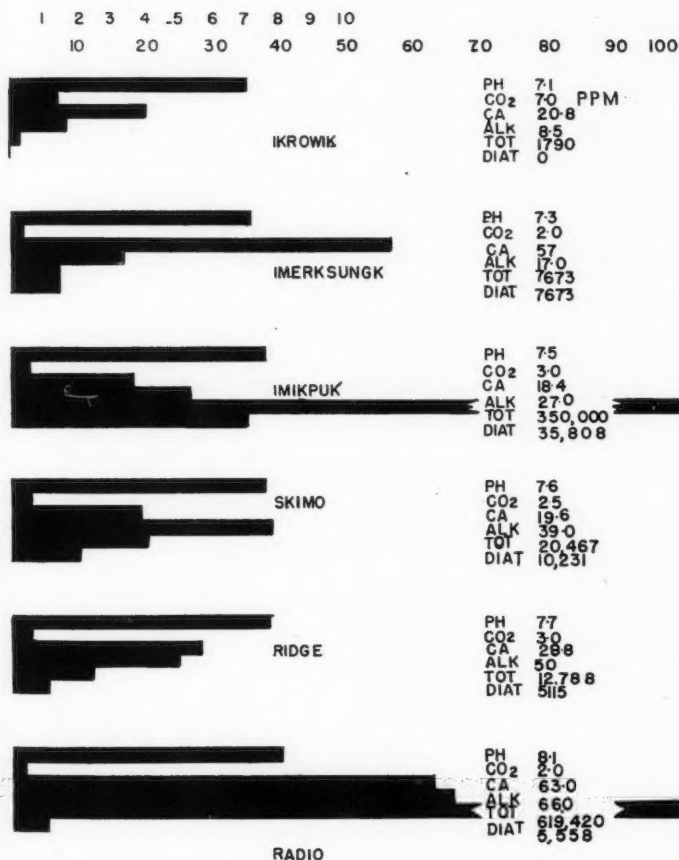 1 2 3 4 5 6 7 8 9 10
10 20 30 40 50 60 70 80 90 100
PH 7.1
CO2 7.0 PPM
CA 20.8
ALK 8.5
IKROWIK
TOT 1790
DIAT 0
PH 7.3
CO2 2.0
CA 57
ALK 17.0
IMERKSUNGK
TOT 7673
DIAT 7673
PH 7.5
CO2 3.0
CA 18.4
IMIKPUK
ALK 27.0
TOT 350,000
DIAT 35,808
PH 7.6
CO2 2.5
SKIMO
CA 19.6
ALK 39.0
TOT 20,467
DIAT 10,231
PH 7.7
CO2 3.0
CA 28.8
RIDGE
ALK 50
TOT 12.788
DIAT 5115
PH 8.1
CO2 2.0
CA 63.0
ALK 660
TOT 619,420
DIAT 5,558
RADIO